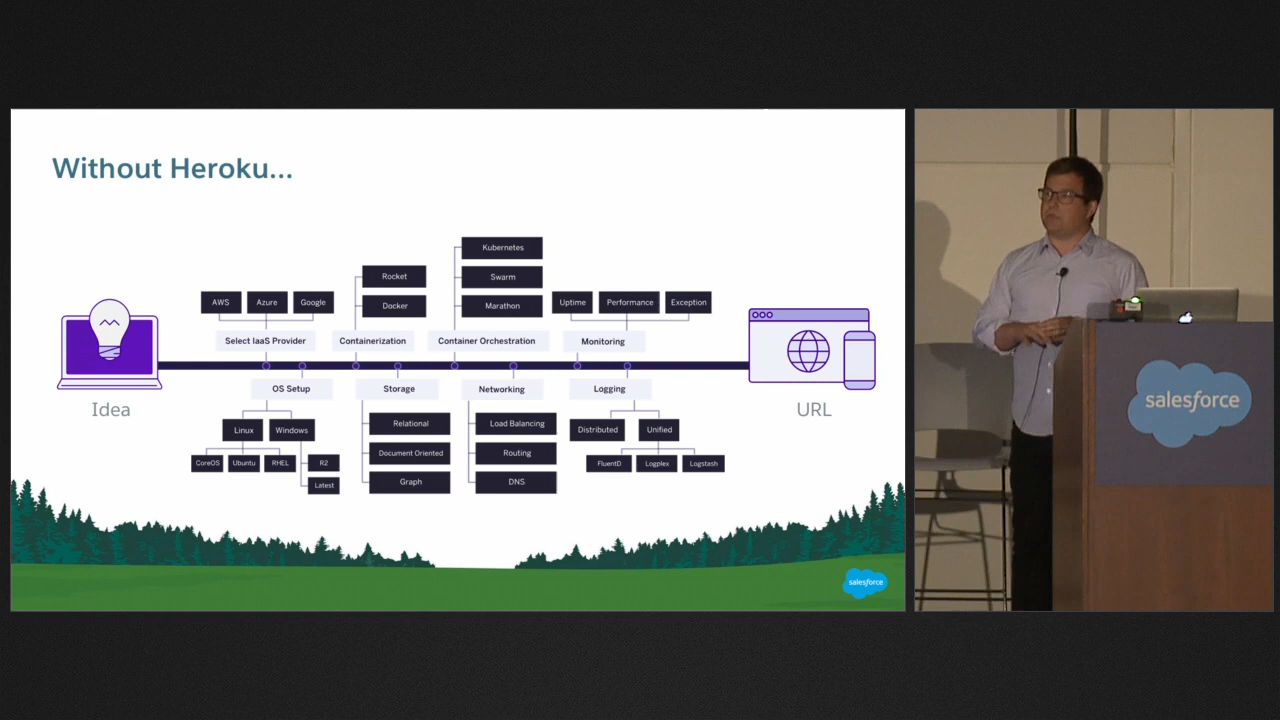 Without Heroku...
Kubernetes
Rocket
Swarm
AWS
Azure
Google
Docker
Marathon
Uptime
Performance
Exception
Select IaaS Provider
Containerization
Container Orchestration
Monitoring
OS Setup
Storage
Networking
Logging
Idea
URL
Linux
Windows
Relational
Load Balancing
Distributed
Unified
CoreOS
Ubuntu
RHEL
R2
Document Oriented
Routing
FluentD
Logplex
Logstash
Latest
Graph
DNS
salesforce
salesforce